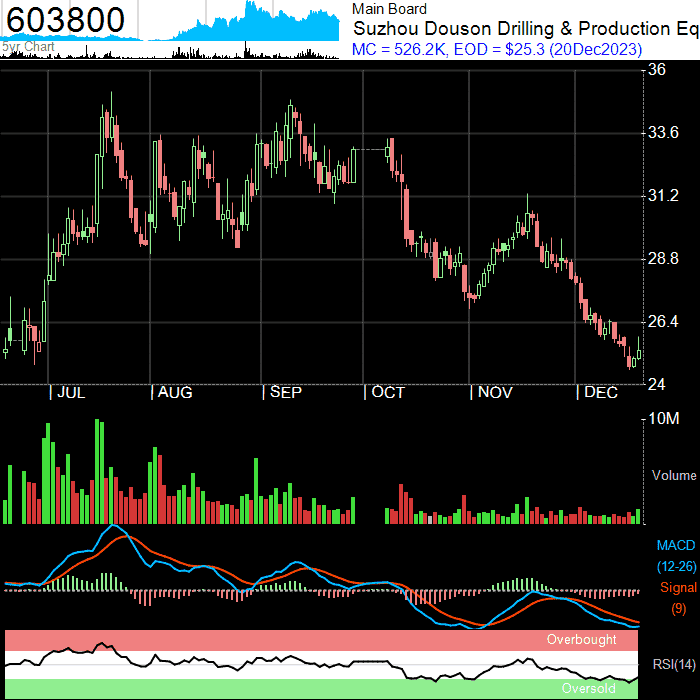 603800
5yr Chart
Main Board
Suzhou Douson Drilling & Production Eq
MC = 526.2K, EOD = $25.3 (20Dec2023)
36
33.6
31.2
28.8
26.4
24
| JUL | AUG | SEP | OCT | NOV | DEC
10M
Volume
MACD
(12-26)
Signal
(9)
Overbought
RSI(14)
Oversold